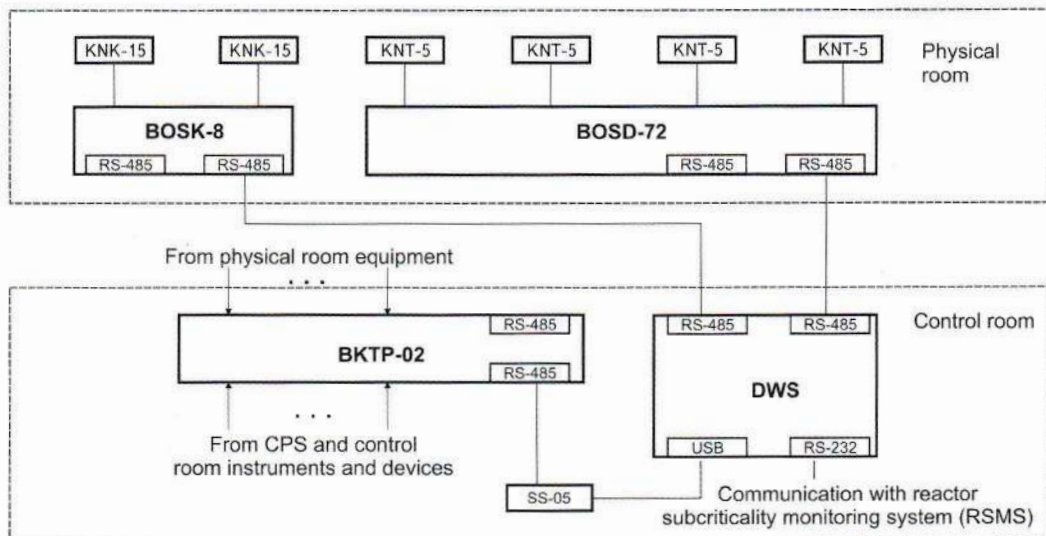 KNK-15 KNK-15 KNT-5 KNT-5 KNT-5 KNT-5
Physical
room
BOSK-8 BOSD-72
RS-485 RS-485 RS-485 RS-485
From physical room equipment
. . .
Control room
RS-485 RS-485 RS-485
BKTP-02
RS-485
DWS
. . .
From CPS and control
room instruments and devices
USB RS-232
SS-05
Communication with reactor
subcriticality monitoring system (RSMS)